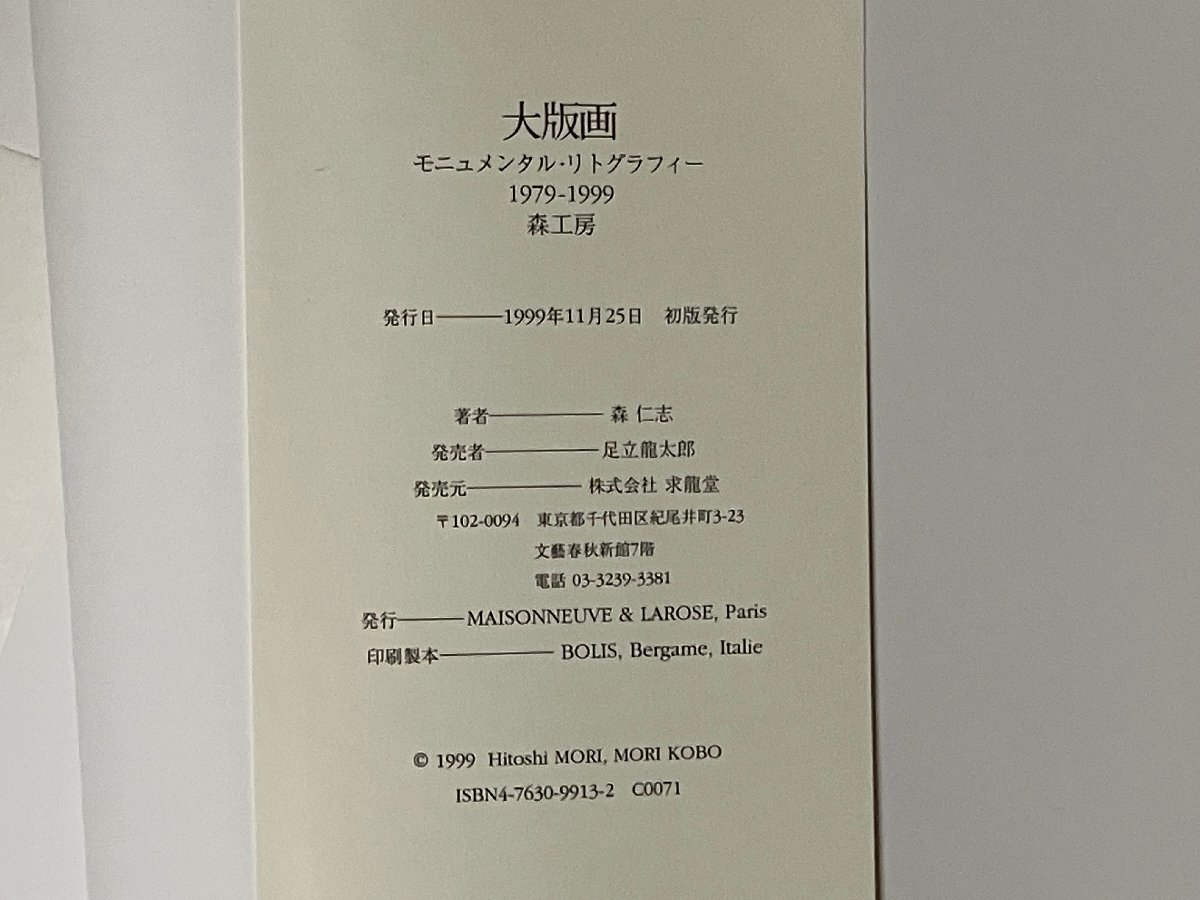 大版画
モニュメンタル・リトグラフィー
1979-1999
森工房
発行日────1999年11月25日　初版発行
著者──────森 仁志
発売者──────足立龍太郎
発売元──────株式会社 求龍堂
〒102-0094　東京都千代田区紀尾井町3-23
文藝春秋新館7階
電話 03-3239-3381
発行────MAISONNEUVE & LAROSE, Paris
印刷製本──────BOLIS, Bergame, Italie
© 1999 Hitoshi MORI, MORI KOBO
ISBN4-7630-9913-2　C0071